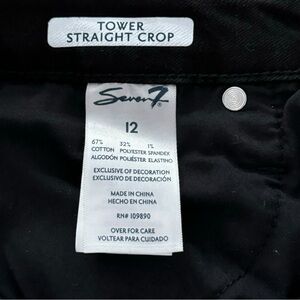 TOWER
STRAIGHT CROP
Seven7®
12
67% 32% 1%
COTTON POLYESTER SPANDEX
ALGODÓN POLIÉSTER ELASTINO
EXCLUSIVE OF DECORATION
EXCLUSIVO DE DECORACIÓN
MADE IN CHINA
HECHO EN CHINA
RN# 109890
OVER FOR CARE
VOLTEAR PARA CUIDADO